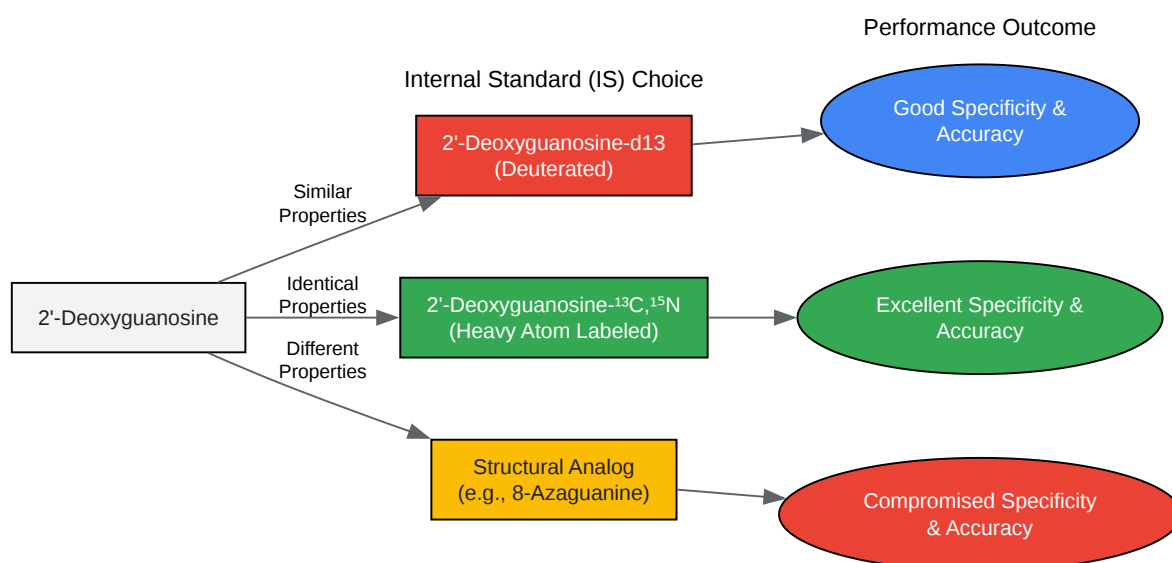 Performance Outcome
Internal Standard (IS) Choice
Good Specificity &
Accuracy
2'-Deoxyguanosine-d13
(Deuterated)
Similar
Properties
Identical
Properties
2'-Deoxyguanosine
2'-Deoxyguanosine-¹³C,¹⁵N
(Heavy Atom Labeled)
Excellent Specificity &
Accuracy
Different
Properties
Structural Analog
(e.g., 8-Azaguanine)
Compromised Specificity
& Accuracy